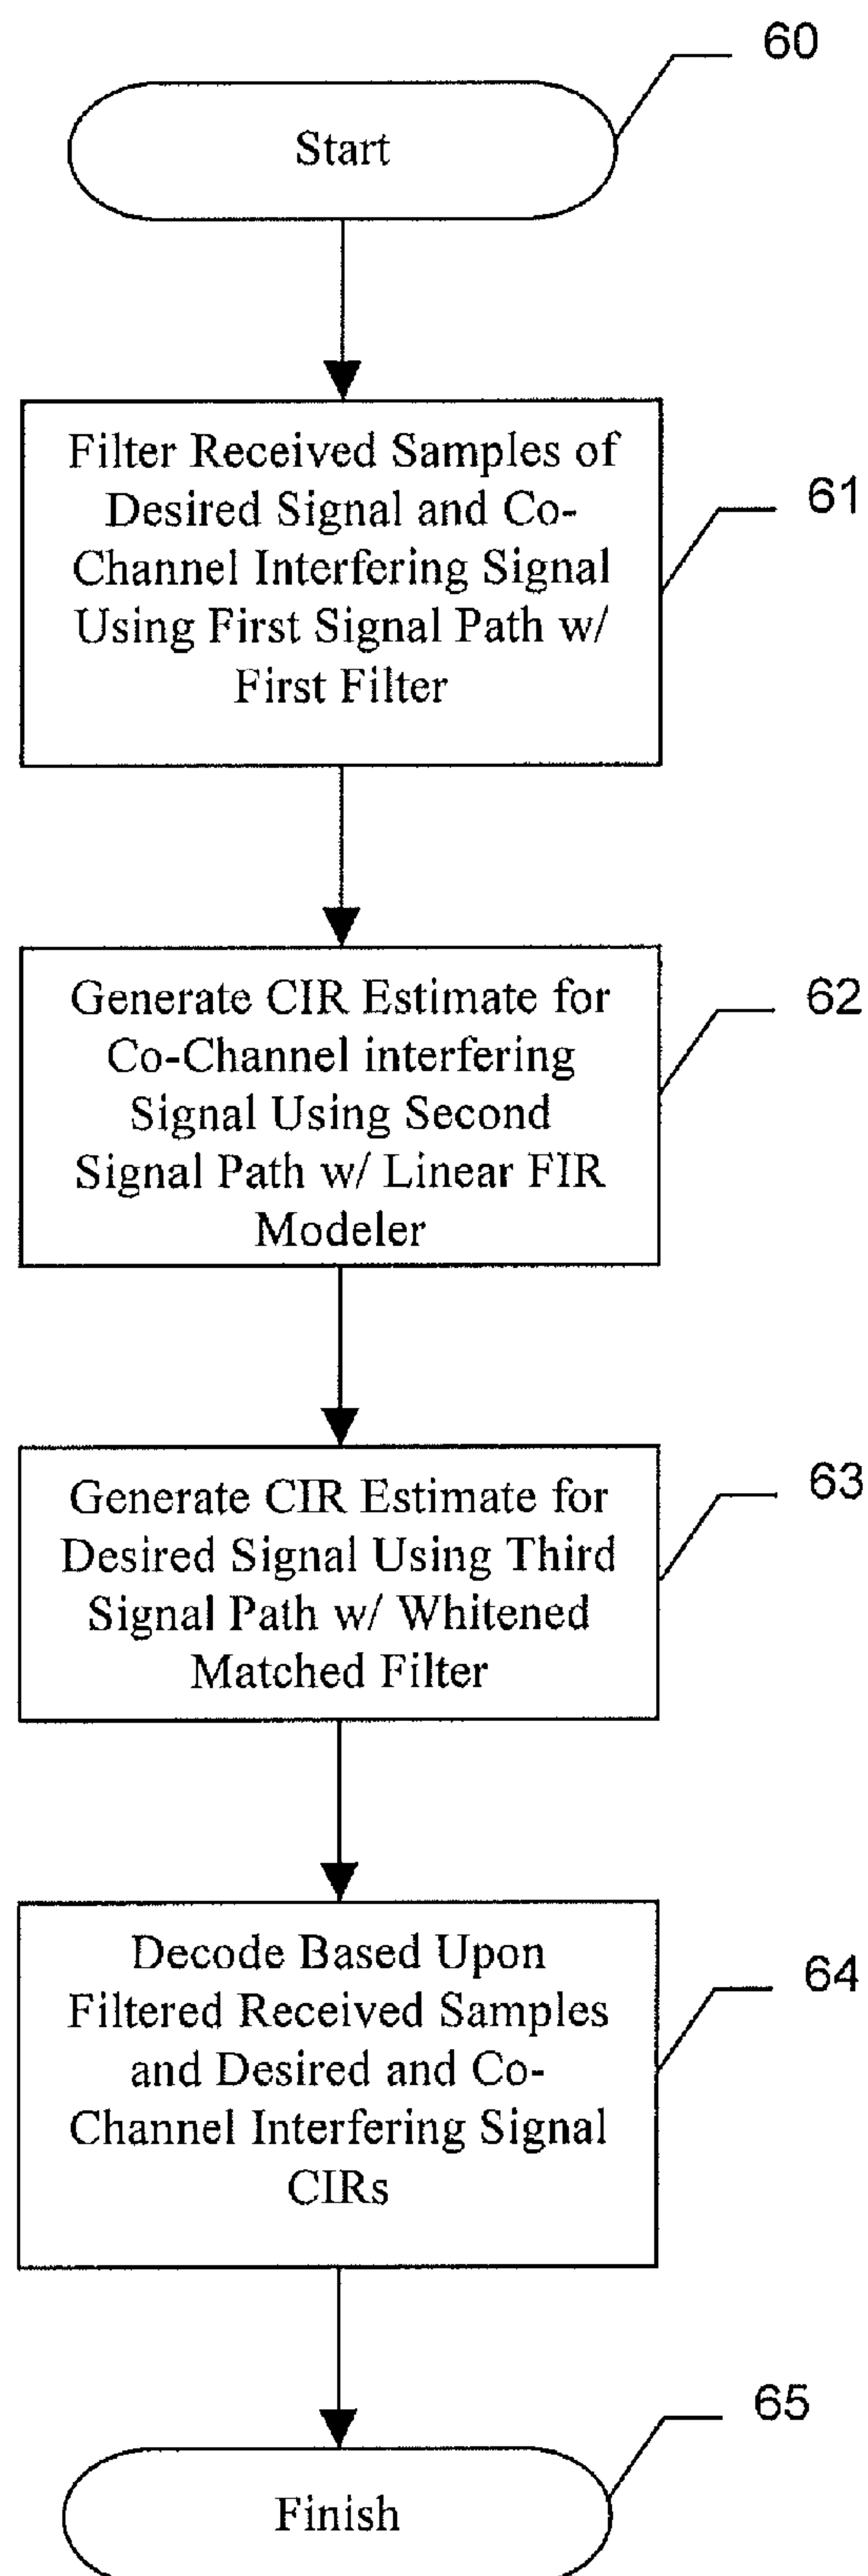 60
Start
Filter Received Samples of
Desired Signal and Co-
Channel Interfering Signal
Using First Signal Path w/
First Filter
61
Generate CIR Estimate for
Co-Channel interfering
Signal Using Second
Signal Path w/ Linear FIR
Modeler
62
Generate CIR Estimate for
Desired Signal Using Third
Signal Path w/ Whitened
Matched Filter
63
Decode Based Upon
Filtered Received Samples
and Desired and Co-
Channel Interfering Signal
CIRs
64
65
Finish